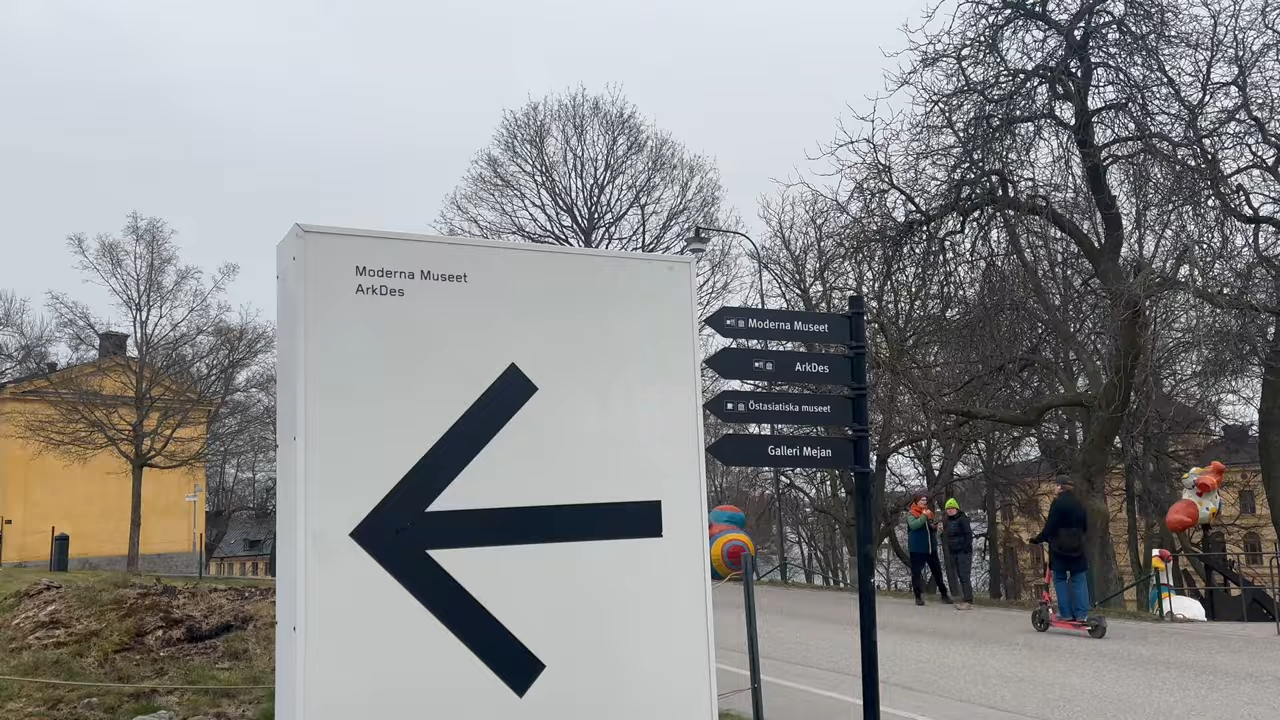 Moderna Museet
ArkDes
Moderna Museet
ArkDes
Östasiatiska museet
Galleri Mejan